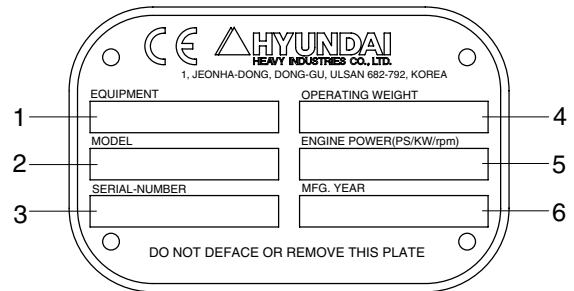 CE HYUNDAI
HEAVY INDUSTRIES CO., LTD.
1, JEONHA-DONG, DONG-GU, ULSAN 682-792, KOREA
EQUIPMENT OPERATING WEIGHT
1 4
MODEL ENGINE POWER(PS/KW/rpm)
2 5
SERIAL-NUMBER MFG. YEAR
3 6
DO NOT DEFACE OR REMOVE THIS PLATE